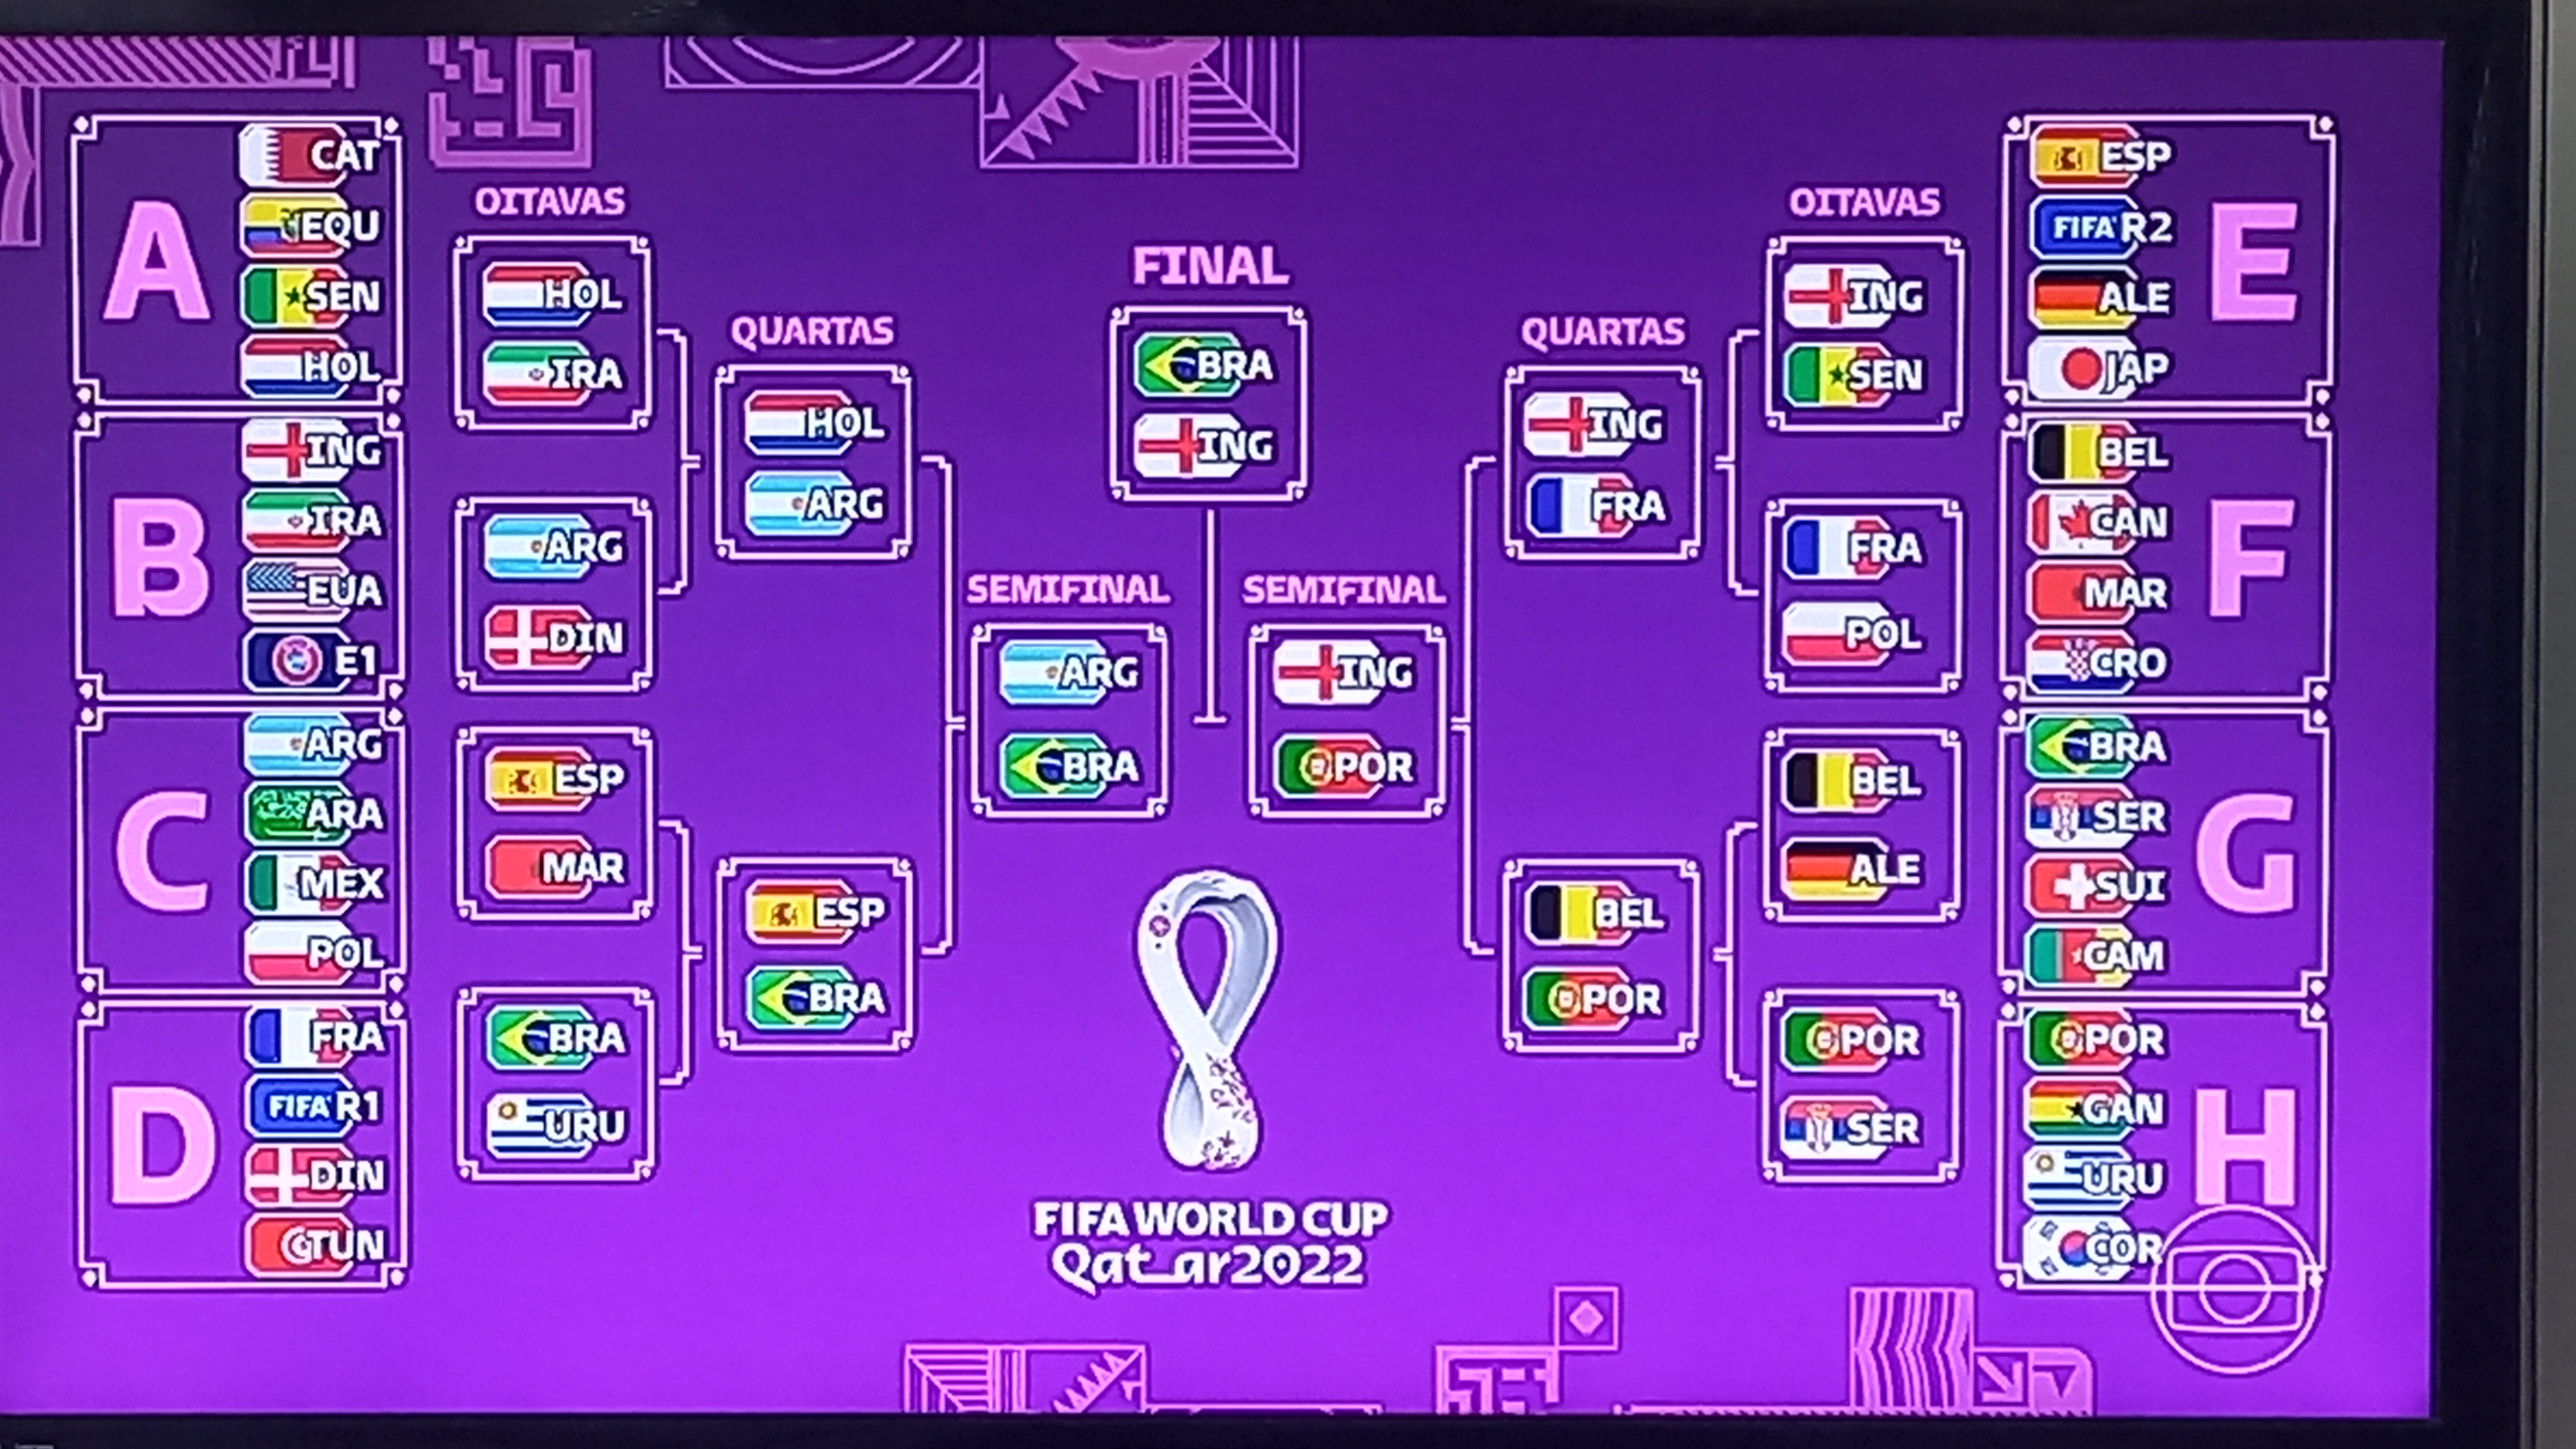 A
CAT
EQU
SEN
HOL
B
ING
IRA
EUA
E1
C
ARG
ARA
MEX
POL
D
FRA
FIFA R1
DIN
TUN
OITAVAS
HOL
IRA
ARG
DIN
ESP
MAR
BRA
URU
QUARTAS
HOL
ARG
ESP
BRA
SEMIFINAL
ARG
BRA
FINAL
BRA
ING
SEMIFINAL
ING
POR
QUARTAS
ING
FRA
BEL
POR
OITAVAS
ING
SEN
FRA
POL
BEL
ALE
POR
SER
ESP
FIFA R2
ALE
JAP
E
BEL
CAN
MAR
CRO
F
BRA
SER
SUI
CAM
G
POR
GAN
URU
COR
H
FIFA WORLD CUP
Qatar2022